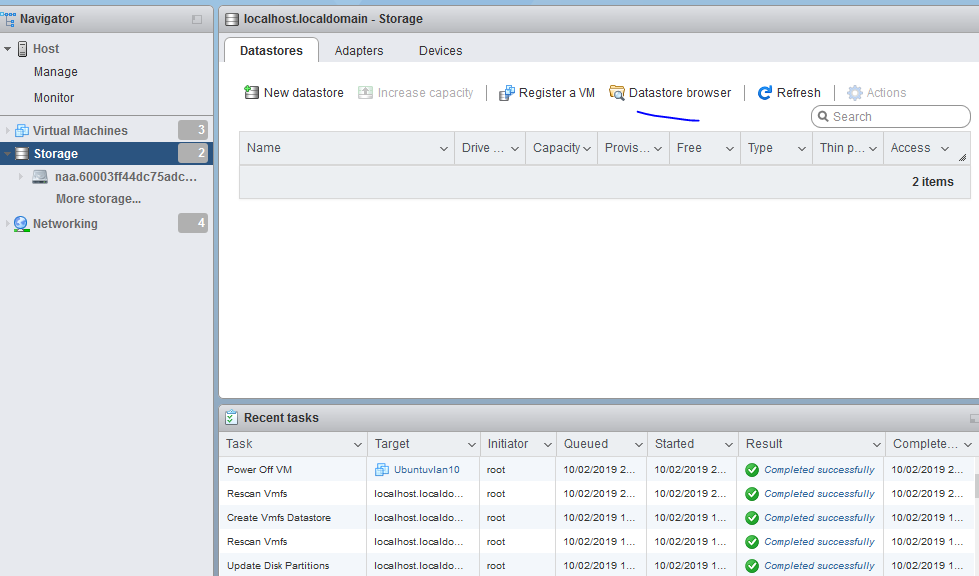 Navigator
Host
Manage
Monitor
Virtual Machines 3
Storage 2
naa.60003ff44dc75adc...
More storage...
Networking 4
localhost.localdomain - Storage
Datastores Adapters Devices
New datastore Increase capacity Register a VM Datastore browser Refresh Actions
Search
Name Drive ... Capacity Provis... Free Type Thin p... Access
2 items
Recent tasks
Task Target Initiator Queued Started Result Complete...
Power Off VM Ubuntuvlan10 root 10/02/2019 2... 10/02/2019 2... Completed successfully 10/02/2019 2...
Rescan Vmfs localhost.localdo... root 10/02/2019 2... 10/02/2019 2... Completed successfully 10/02/2019 2...
Create Vmfs Datastore localhost.localdo... root 10/02/2019 1... 10/02/2019 1... Completed successfully 10/02/2019 1...
Rescan Vmfs localhost.localdo... root 10/02/2019 1... 10/02/2019 1... Completed successfully 10/02/2019 1...
Update Disk Partitions localhost.localdo... root 10/02/2019 1... 10/02/2019 1... Completed successfully 10/02/2019 1...